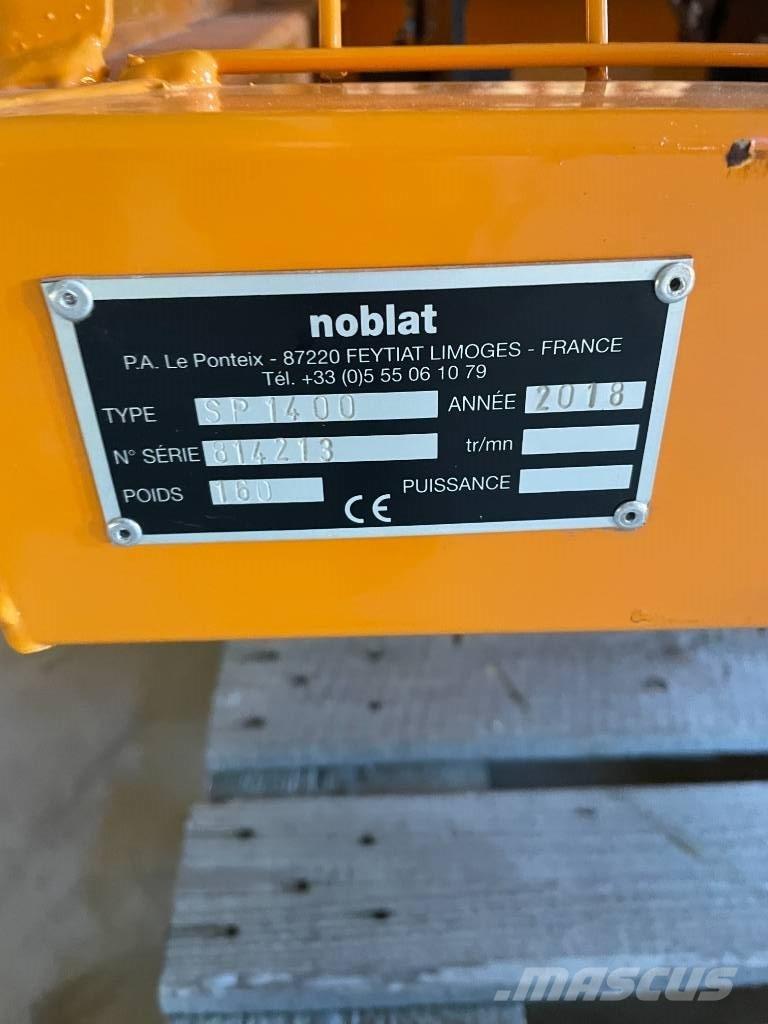 noblat
P.A. Le Ponteix - 87220 FEYTIAT LIMOGES - FRANCE
Tél. +33 (0)5 55 06 10 79
TYPE SP1400 ANNÉE 2018
N° SÉRIE 814213 tr/mn
POIDS 160 PUISSANCE
CE
MASCUS